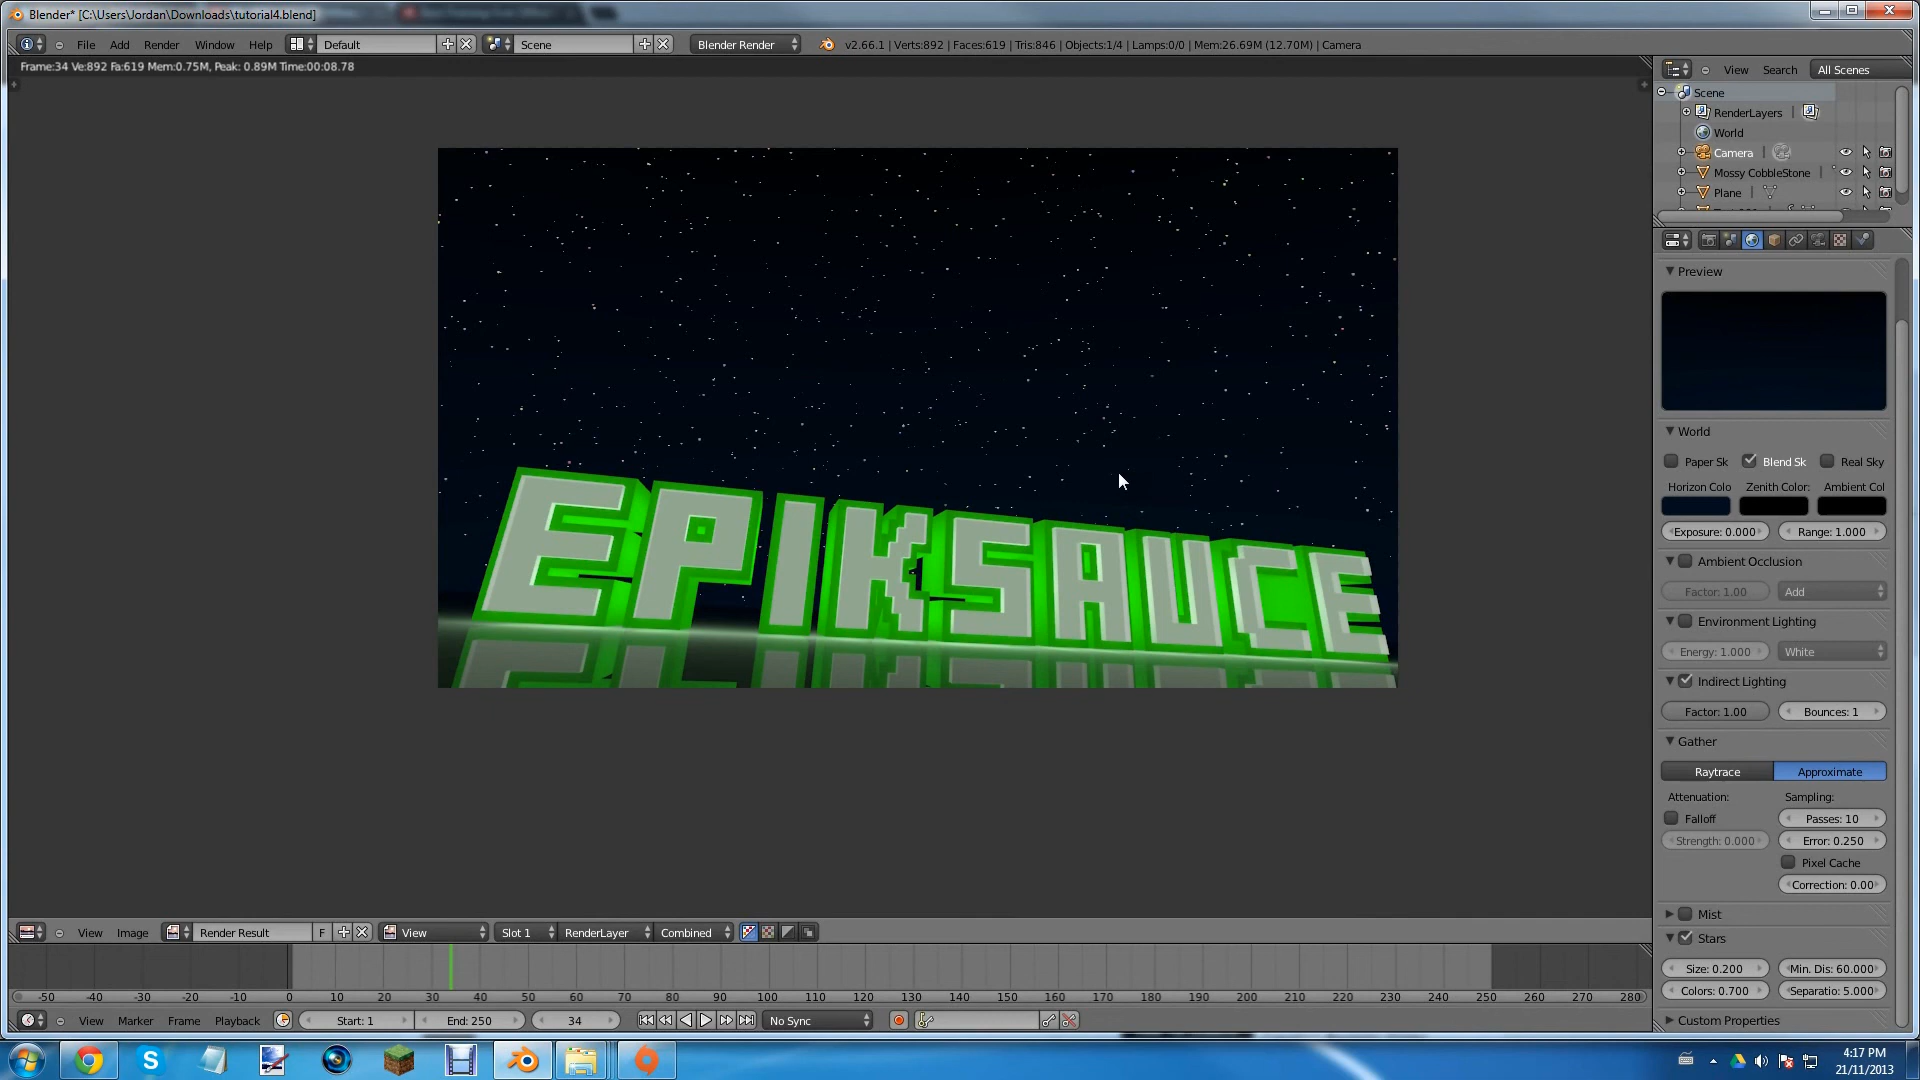 Blender* [C:\Users\Jordan\Downloads\tutorial4.blend]
File Add Render Window Help Default Scene Blender Render v2.66.1 | Verts:892 | Faces:619 | Tris:846 | Objects:1/4 | Lamps:0/0 | Mem:26.69M (12.70M) | Camera
Frame:34 Ve:892 Fa:619 Mem:0.75M, Peak: 0.89M Time:00:08.78
View Search All Scenes
Scene
RenderLayers |
World
Camera |
Mossy CobbleStone
Plane |
Preview
World
Paper Sk Blend Sk Real Sky
Horizon Colo Zenith Color: Ambient Col
Exposure: 0.000 Range: 1.000
Ambient Occlusion
Factor: 1.00 Add
Environment Lighting
Energy: 1.000 White
Indirect Lighting
Factor: 1.00 Bounces: 1
Gather
Raytrace Approximate
Attenuation: Sampling:
Falloff Passes: 10
Strength: 0.000 Error: 0.250
Pixel Cache
Correction: 0.00
Mist
Stars
Size: 0.200 Min. Dis: 60.000
Colors: 0.700 Separatio: 5.000
Custom Properties
EPIKSAUCE
View Image Render Result F View Slot 1 RenderLayer Combined
-50 -40 -30 -20 -10 0 10 20 30 40 50 60 70 80 90 100 110 120 130 140 150 160 170 180 190 200 210 220 230 240 250 260 270 280
View Marker Frame Playback Start: 1 End: 250 34 No Sync
4:17 PM
21/11/2013